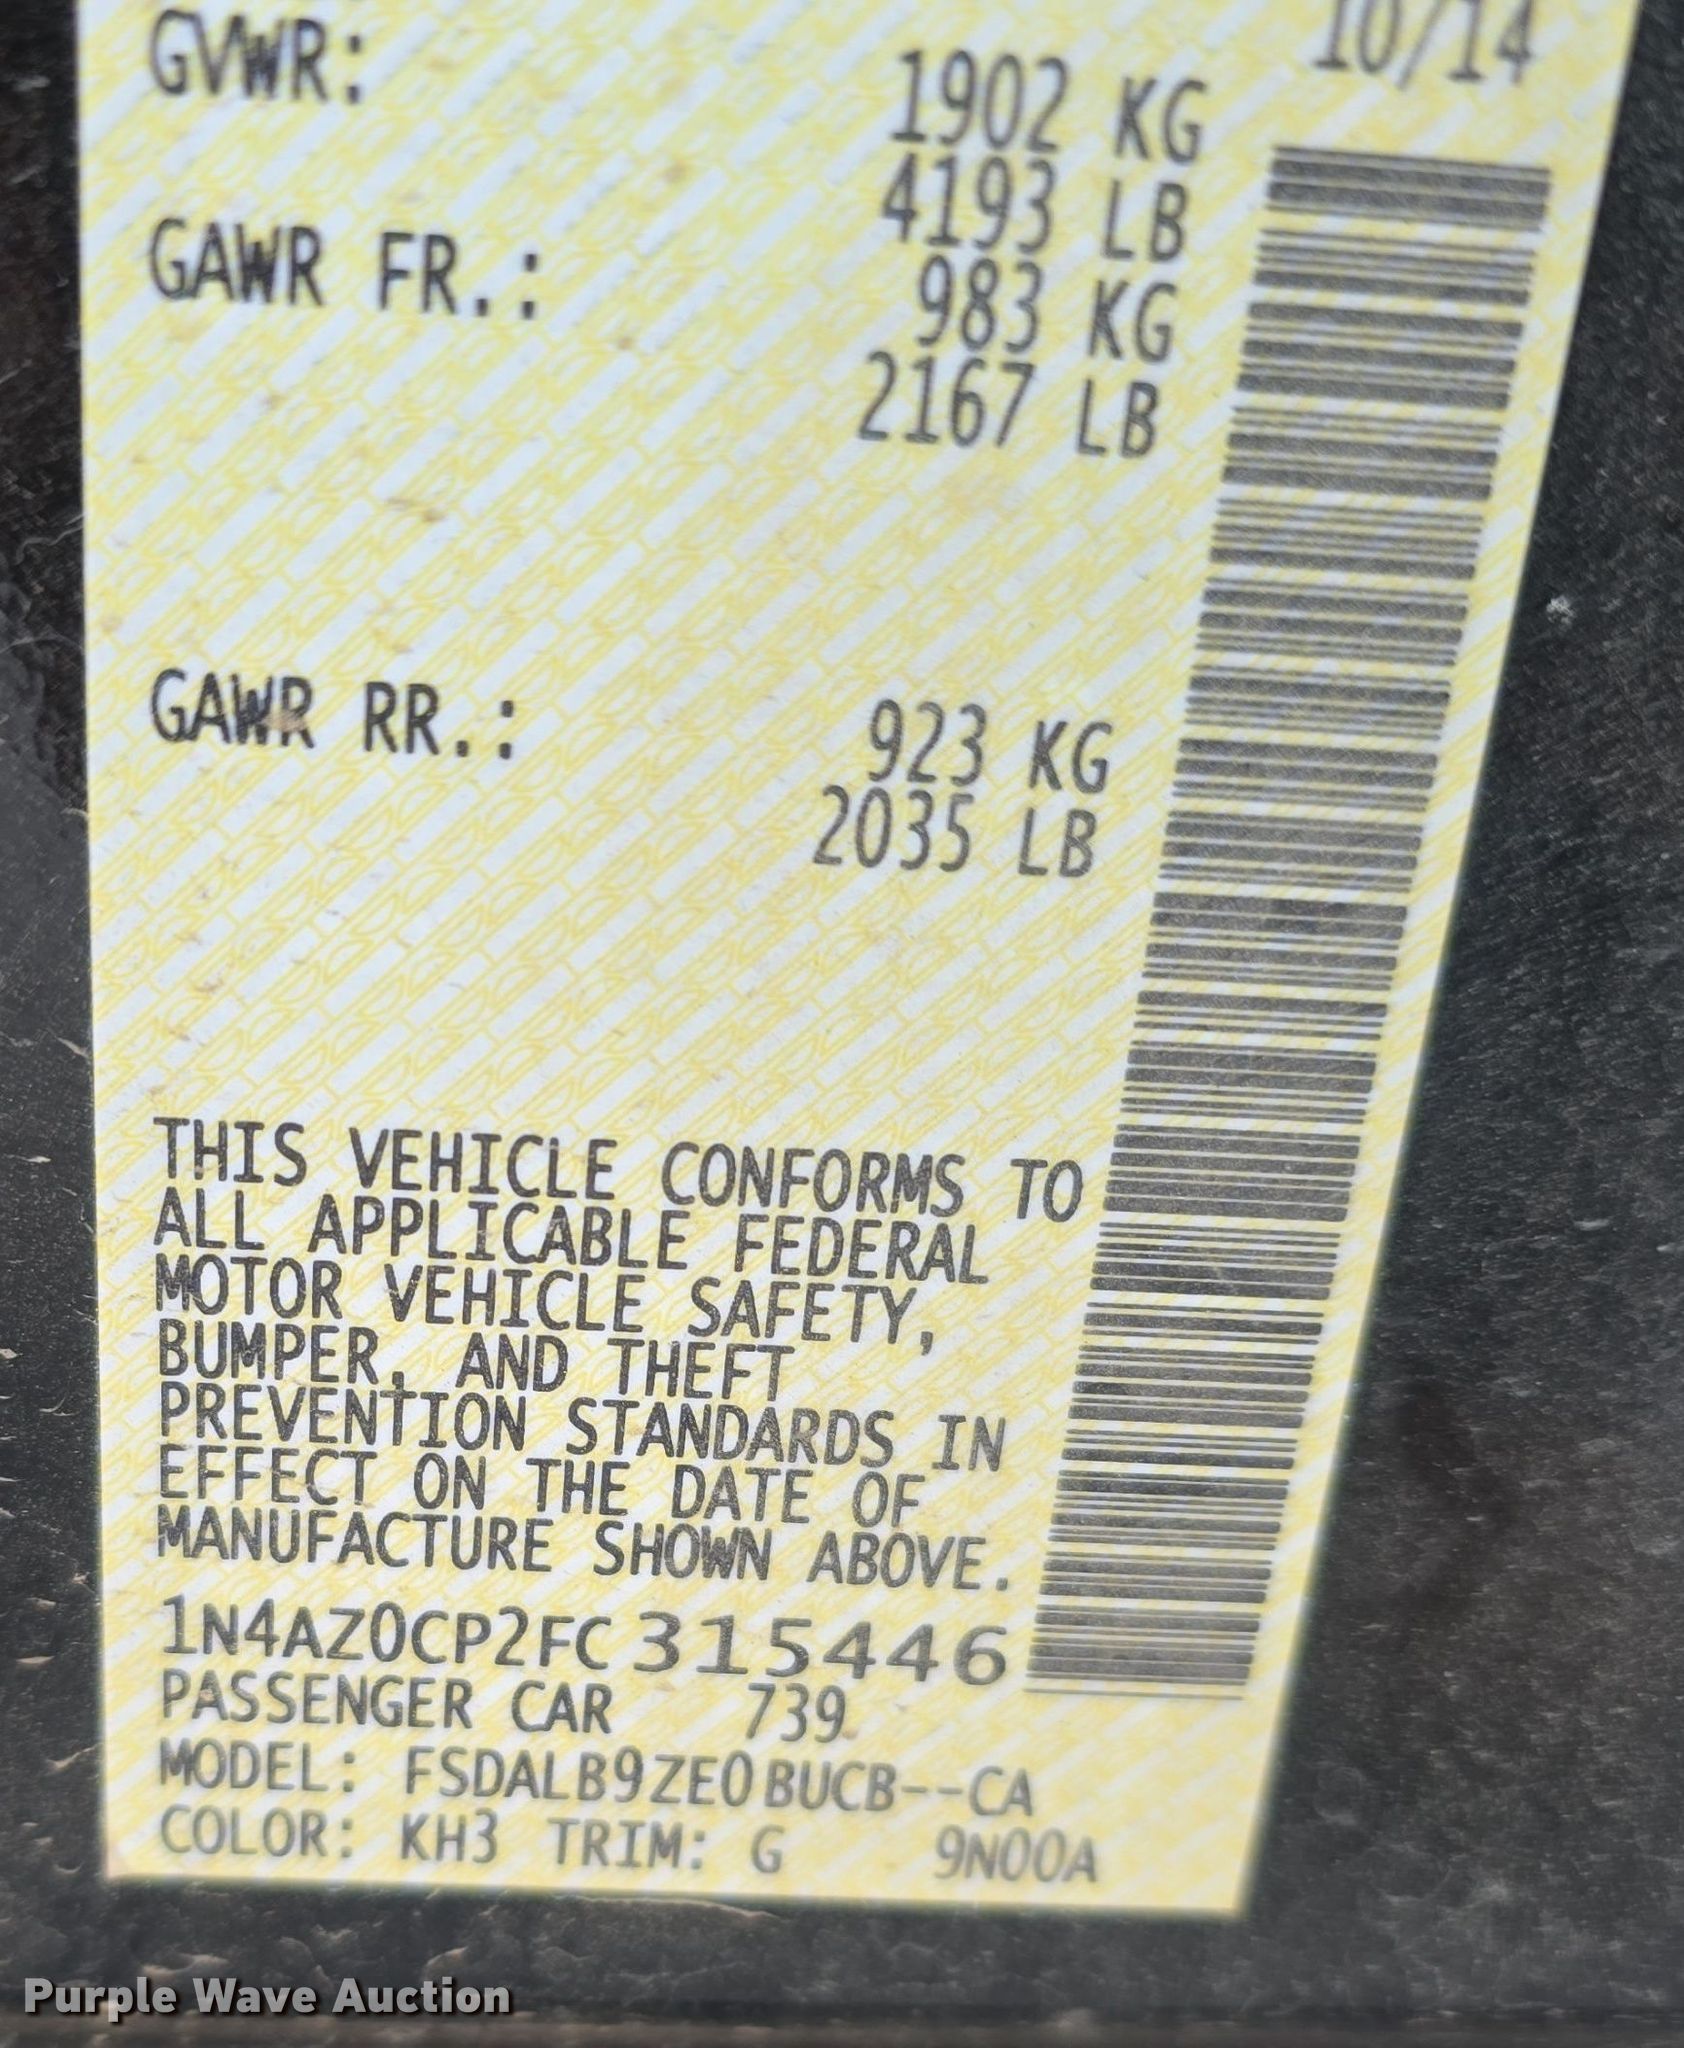 10/14
GVWR: 1902 KG
4193 LB
GAWR FR.: 983 KG
2167 LB
GAWR RR.: 923 KG
2035 LB
THIS VEHICLE CONFORMS TO
ALL APPLICABLE FEDERAL
MOTOR VEHICLE SAFETY,
BUMPER, AND THEFT
PREVENTION STANDARDS IN
EFFECT ON THE DATE OF
MANUFACTURE SHOWN ABOVE.
1N4AZ0CP2FC315446
PASSENGER CAR 739
MODEL: FSDALB9ZE0BUCB--CA
COLOR: KH3 TRIM: G 9N00A
Purple Wave Auction